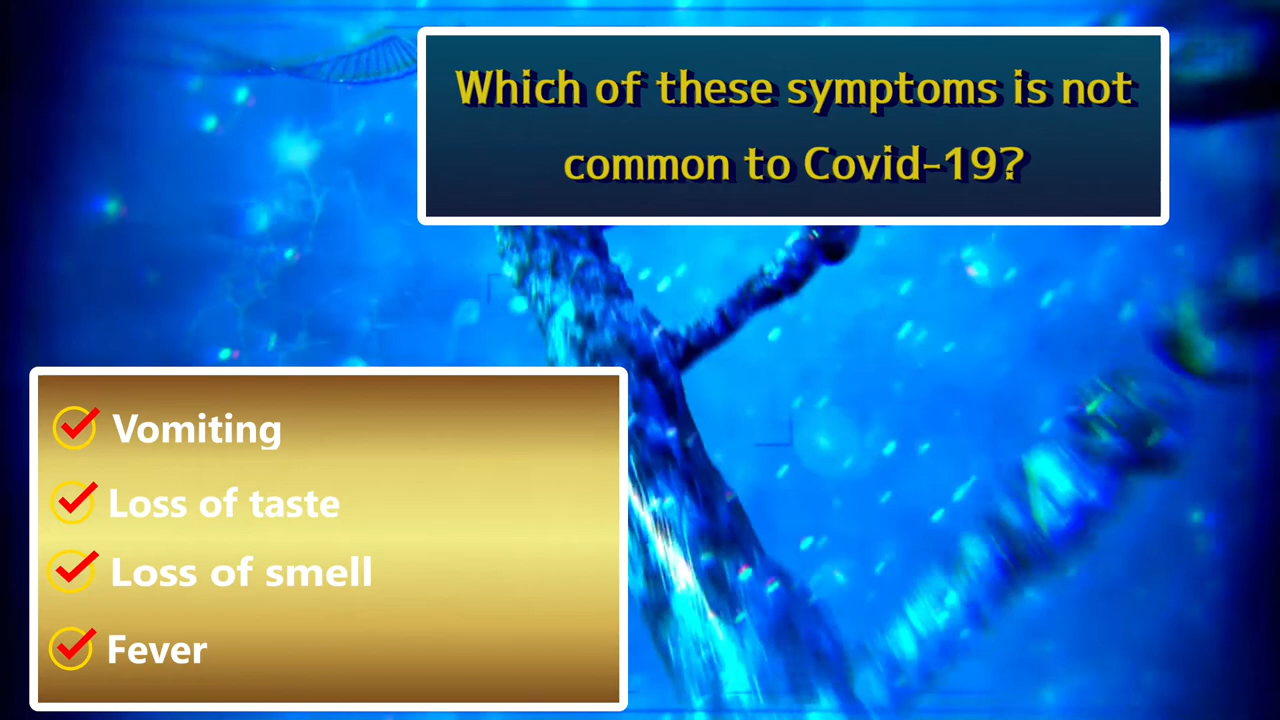 Which of these symptoms is not
common to Covid-19?
Vomiting
Loss of taste
Loss of smell
Fever